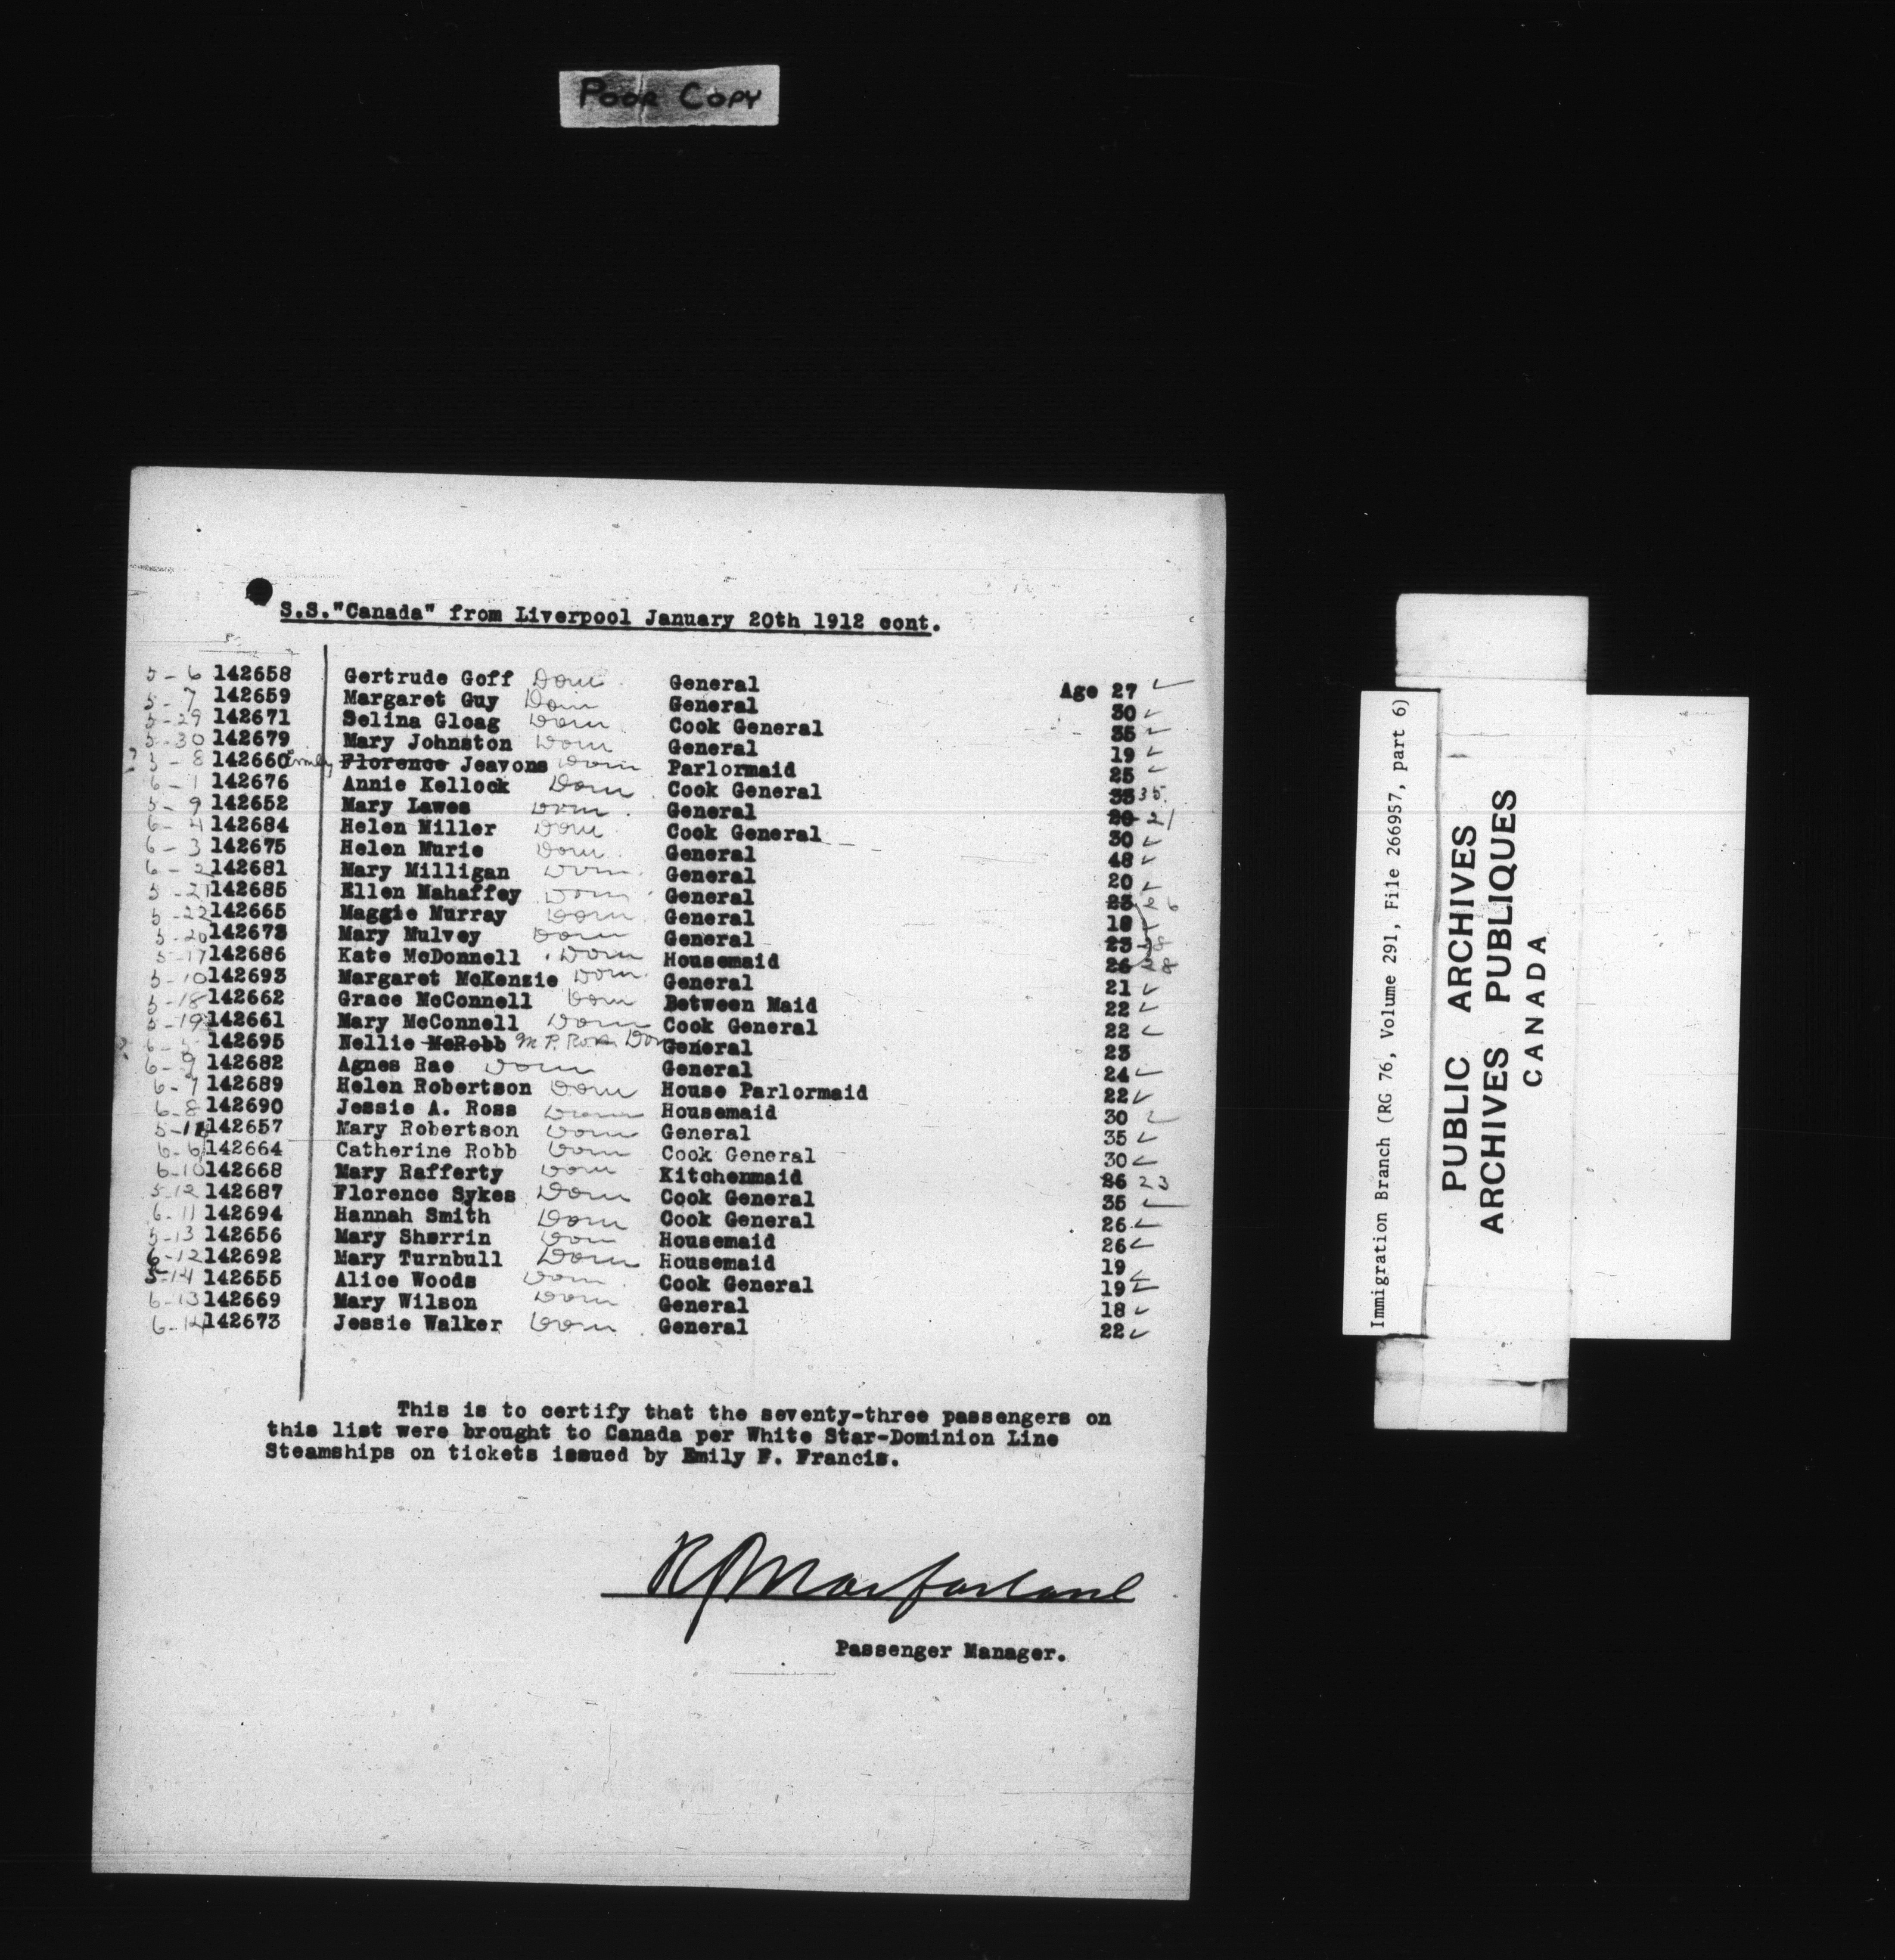 POOR COPY
S.S."Canada" from Liverpool January 20th 1912 cont.
5-6 142658 Gertrude Goff Dom General Age 27 ✓
5-7 142659 Margaret Guy Dom General 30 ✓
5-29 142671 Selina Gloag Dom Cook General 35 ✓
5-30 142679 Mary Johnston Dom General 19 ✓
5-8 142660 Emily Florence Jeavons Dom Parlormaid 25 ✓
6-1 142676 Annie Kellock Dom Cook General 35
5-9 142652 Mary Lawes Dom General 20 21
6-4 142684 Helen Miller Dom Cook General 30 ✓
6-3 142675 Helen Murie Dom General 48 ✓
6-2 142681 Mary Milligan Dom General 20 ✓
5-21 142685 Ellen Mahaffey Dom General 26
5-22 142665 Maggie Murray Dom General 18
5-20 142678 Mary Mulvey Dom General 23
5-17 142686 Kate McDonnell Dom Housemaid 26 28
5-10 142693 Margaret McKenzie Dom General 21 ✓
5-18 142662 Grace McConnell Dom Between Maid 22 ✓
5-19 142661 Mary McConnell Dom Cook General 22 ✓
142695 Nellie McRobb Dom General 23
6-9 142682 Agnes Rae Dom General 24 ✓
6-7 142689 Helen Robertson Dom House Parlormaid 22 ✓
6-8 142690 Jessie A. Ross Dom Housemaid 30 ✓
142657 Mary Robertson Dom General 35 ✓
6-6 142664 Catherine Robb Dom Cook General 30 ✓
6-10 142668 Mary Rafferty Dom Kitchenmaid 26 23
5-12 142687 Florence Sykes Dom Cook General 35 ✓
6-11 142694 Hannah Smith Dom Cook General 26 ✓
5-13 142656 Mary Sherrin Dom Housemaid 26 ✓
6-12 142692 Mary Turnbull Dom Housemaid 19 ✓
5-14 142655 Alice Woods Dom Cook General 19 ✓
6-13 142669 Mary Wilson Dom General 18 ✓
6-14 142673 Jessie Walker Dom General 22 ✓
This is to certify that the seventy-three passengers on
this list were brought to Canada per White Star-Dominion Line
Steamships on tickets issued by Emily F. Francis.
Macfarlane
Passenger Manager.
Immigration Branch (RG 76, Volume 291, File 266957, part 6)
PUBLIC ARCHIVES
ARCHIVES PUBLIQUES
CANADA